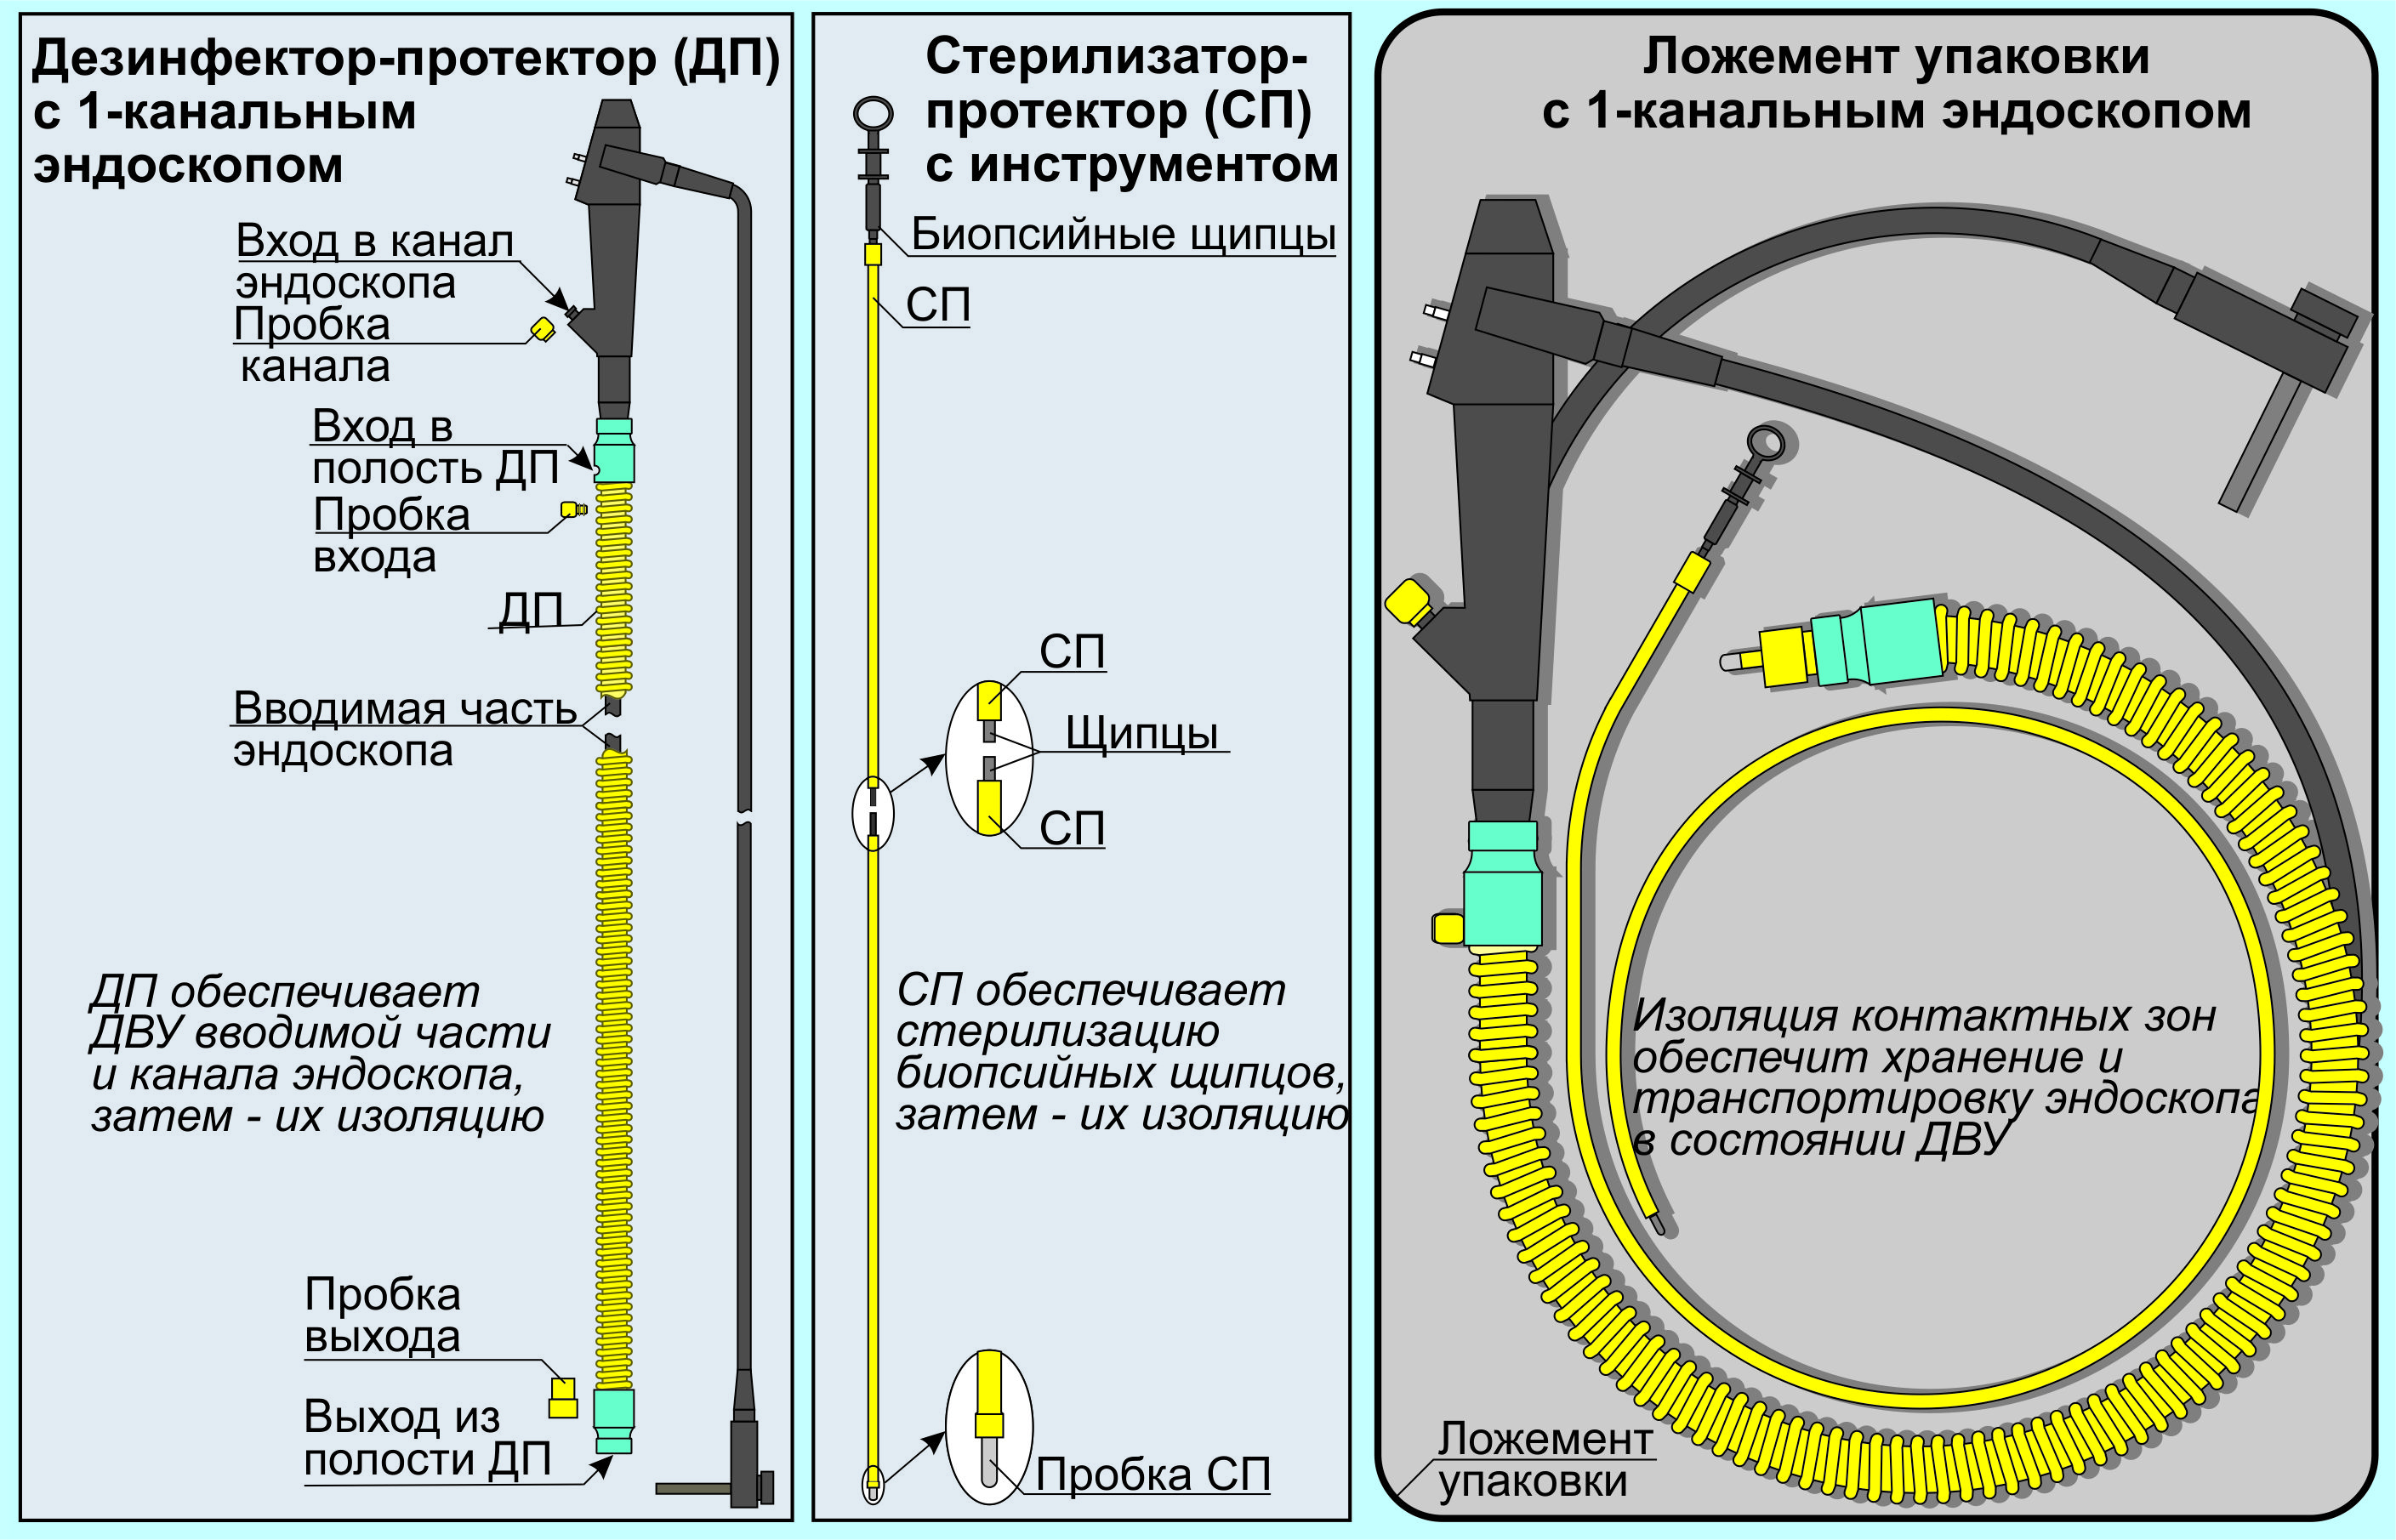 Дезинфектор-протектор (ДП)
с 1-канальным
эндоскопом
Вход в канал
эндоскопа
Пробка
канала
Вход в
полость ДП
Пробка
входа
ДП
Вводимая часть
эндоскопа
ДП обеспечивает
ДВУ вводимой части
и канала эндоскопа,
затем - их изоляцию
Пробка
выхода
Выход из
полости ДП
Стерилизатор-
протектор (СП)
с инструментом
Биопсийные щипцы
СП
СП
Щипцы
СП
СП обеспечивает
стерилизацию
биопсийных щипцов,
затем - их изоляцию
Пробка СП
Ложемент упаковки
с 1-канальным эндоскопом
Изоляция контактных зон
обеспечит хранение и
транспортировку эндоскопа
в состоянии ДВУ
Ложемент
упаковки